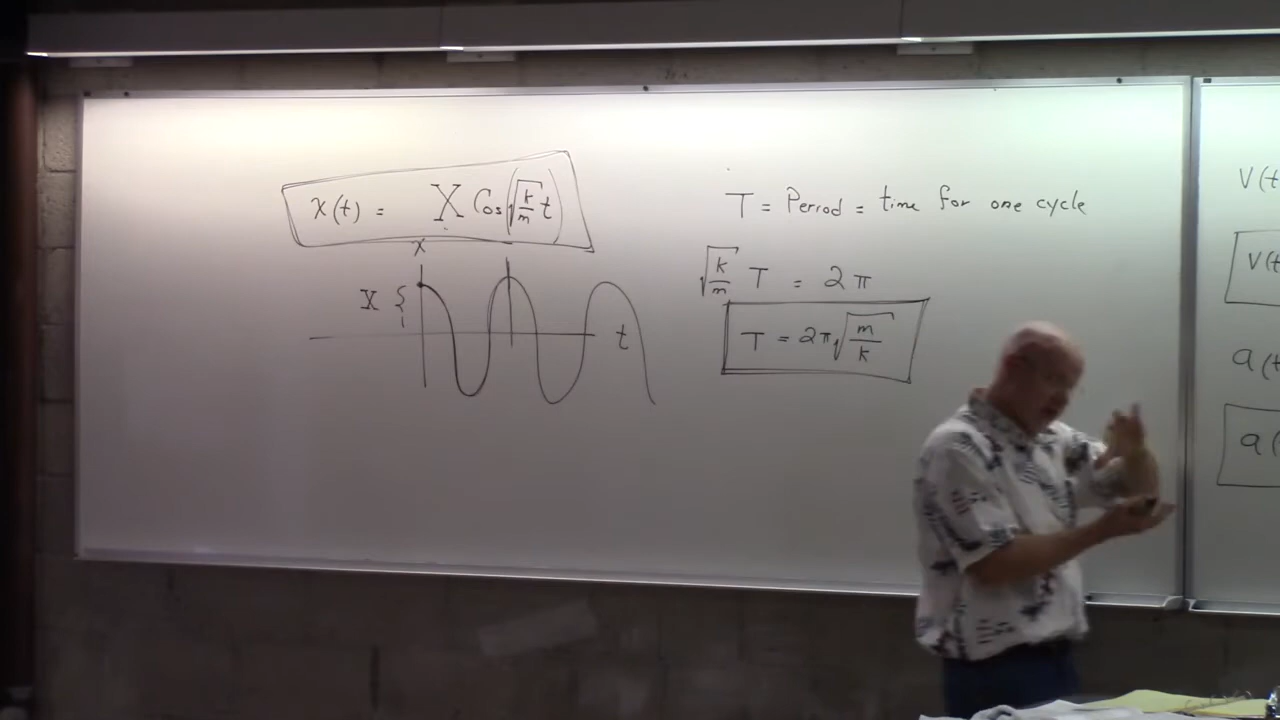 x(t) = X Cos(√(k/m) t)
x
X {
t
T = Period = time for one cycle
√(k/m) T = 2π
T = 2π√(m/k)
V(t
V(t
a(t
a(